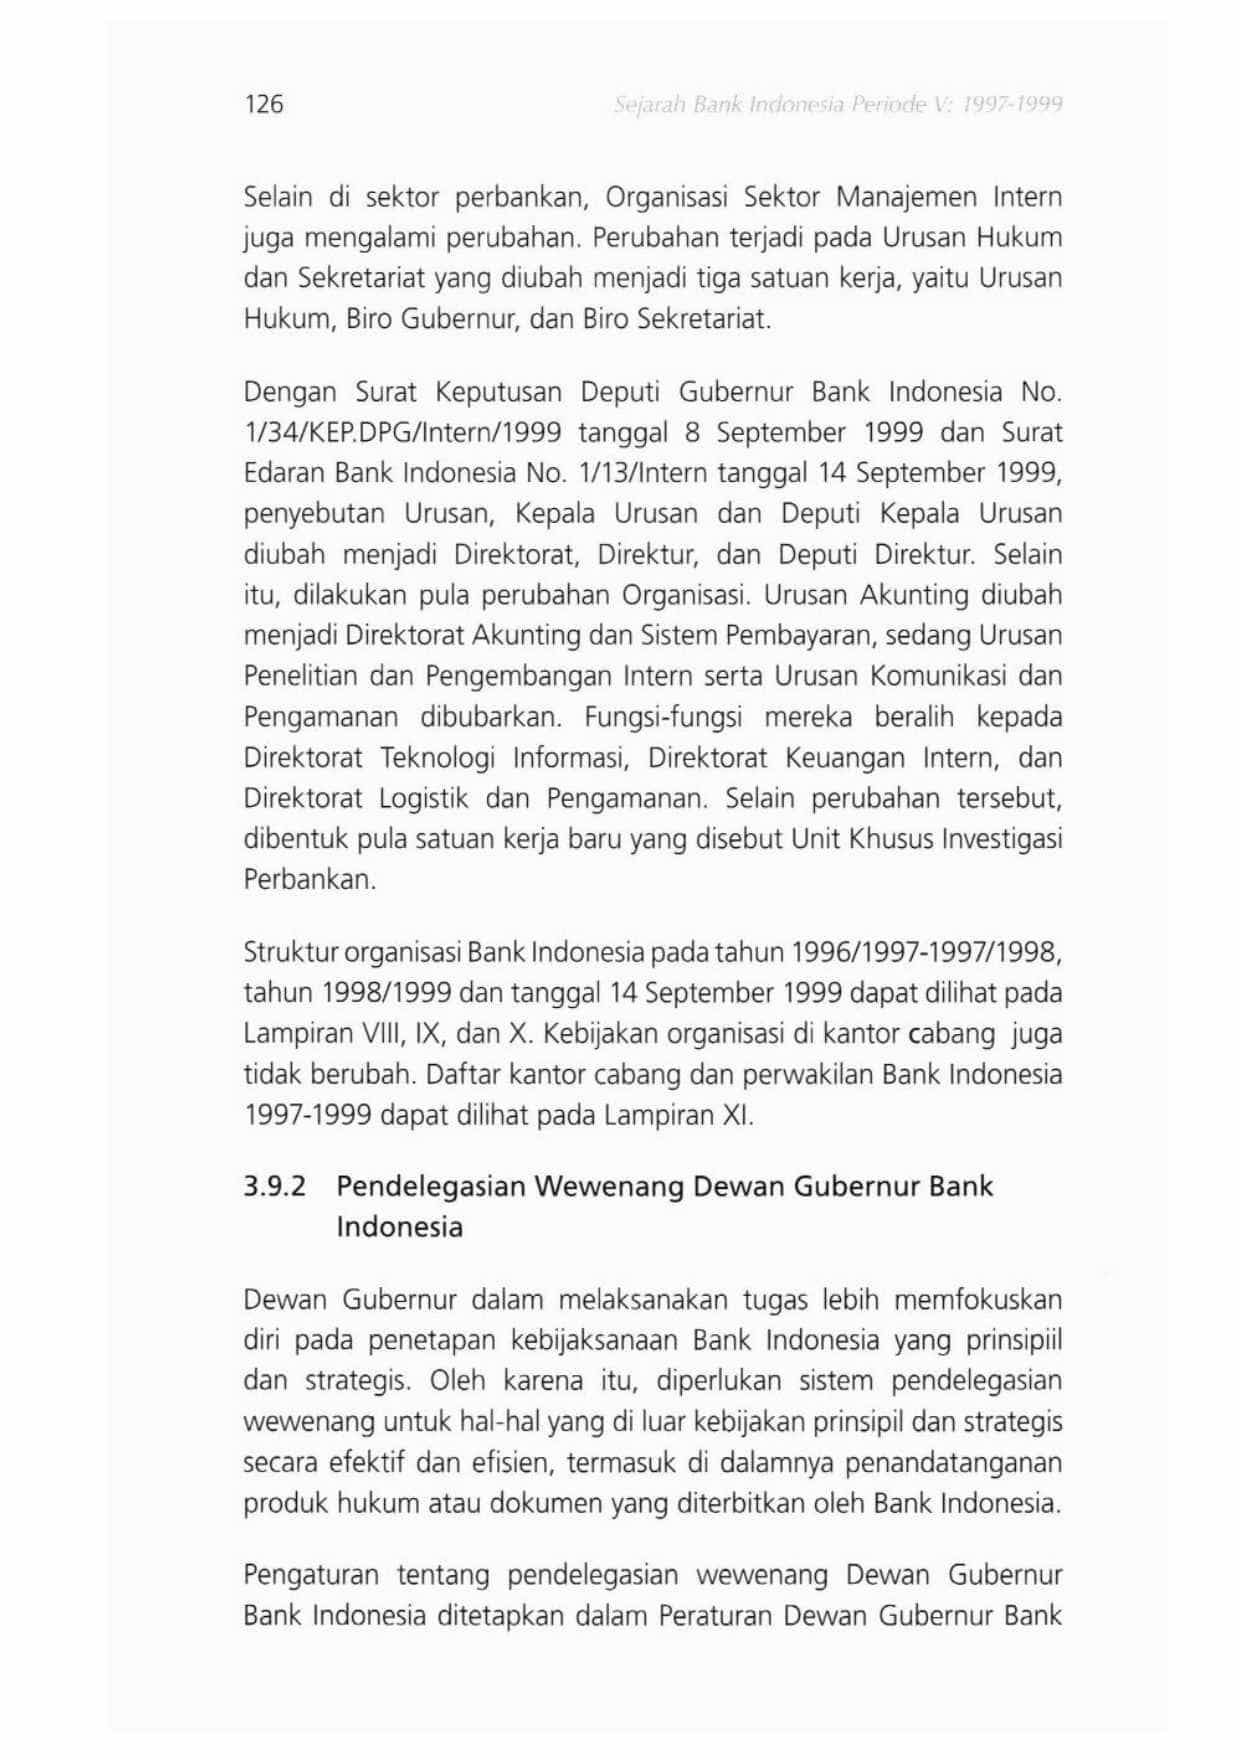 126
Sejarah Bank Indonesia Periode V: 1997-1999
Selain di sektor perbankan, Organisasi Sektor Manajemen Intern
juga mengalami perubahan. Perubahan terjadi pada Urusan Hukum
dan Sekretariat yang diubah menjadi tiga satuan kerja, yaitu Urusan
Hukum, Biro Gubernur, dan Biro Sekretariat.
Dengan Surat Keputusan Deputi Gubernur Bank Indonesia No.
1/34/KEP.DPG/Intern/1999 tanggal 8 September 1999 dan Surat
Edaran Bank Indonesia No. 1/13/Intern tanggal 14 September 1999,
penyebutan Urusan, Kepala Urusan dan Deputi Kepala Urusan
diubah menjadi Direktorat, Direktur, dan Deputi Direktur. Selain
itu, dilakukan pula perubahan Organisasi. Urusan Akunting diubah
menjadi Direktorat Akunting dan Sistem Pembayaran, sedang Urusan
Penelitian dan Pengembangan Intern serta Urusan Komunikasi dan
Pengamanan dibubarkan. Fungsi-fungsi mereka beralih kepada
Direktorat Teknologi Informasi, Direktorat Keuangan Intern, dan
Direktorat Logistik dan Pengamanan. Selain perubahan tersebut,
dibentuk pula satuan kerja baru yang disebut Unit Khusus Investigasi
Perbankan.
Struktur organisasi Bank Indonesia pada tahun 1996/1997-1997/1998,
tahun 1998/1999 dan tanggal 14 September 1999 dapat dilihat pada
Lampiran VIII, IX, dan X. Kebijakan organisasi di kantor cabang juga
tidak berubah. Daftar kantor cabang dan perwakilan Bank Indonesia
1997-1999 dapat dilihat pada Lampiran XI.
3.9.2 Pendelegasian Wewenang Dewan Gubernur Bank
Indonesia
Dewan Gubernur dalam melaksanakan tugas lebih memfokuskan
diri pada penetapan kebijaksanaan Bank Indonesia yang prinsipiil
dan strategis. Oleh karena itu, diperlukan sistem pendelegasian
wewenang untuk hal-hal yang di luar kebijakan prinsipil dan strategis
secara efektif dan efisien, termasuk di dalamnya penandatanganan
produk hukum atau dokumen yang diterbitkan oleh Bank Indonesia.
Pengaturan tentang pendelegasian wewenang Dewan Gubernur
Bank Indonesia ditetapkan dalam Peraturan Dewan Gubernur Bank